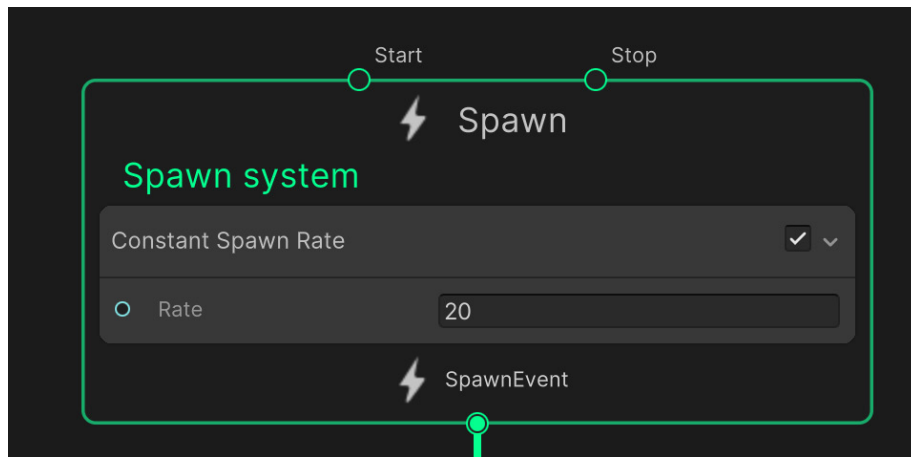 Start Stop
Spawn
Spawn system
Constant Spawn Rate
Rate 20
SpawnEvent